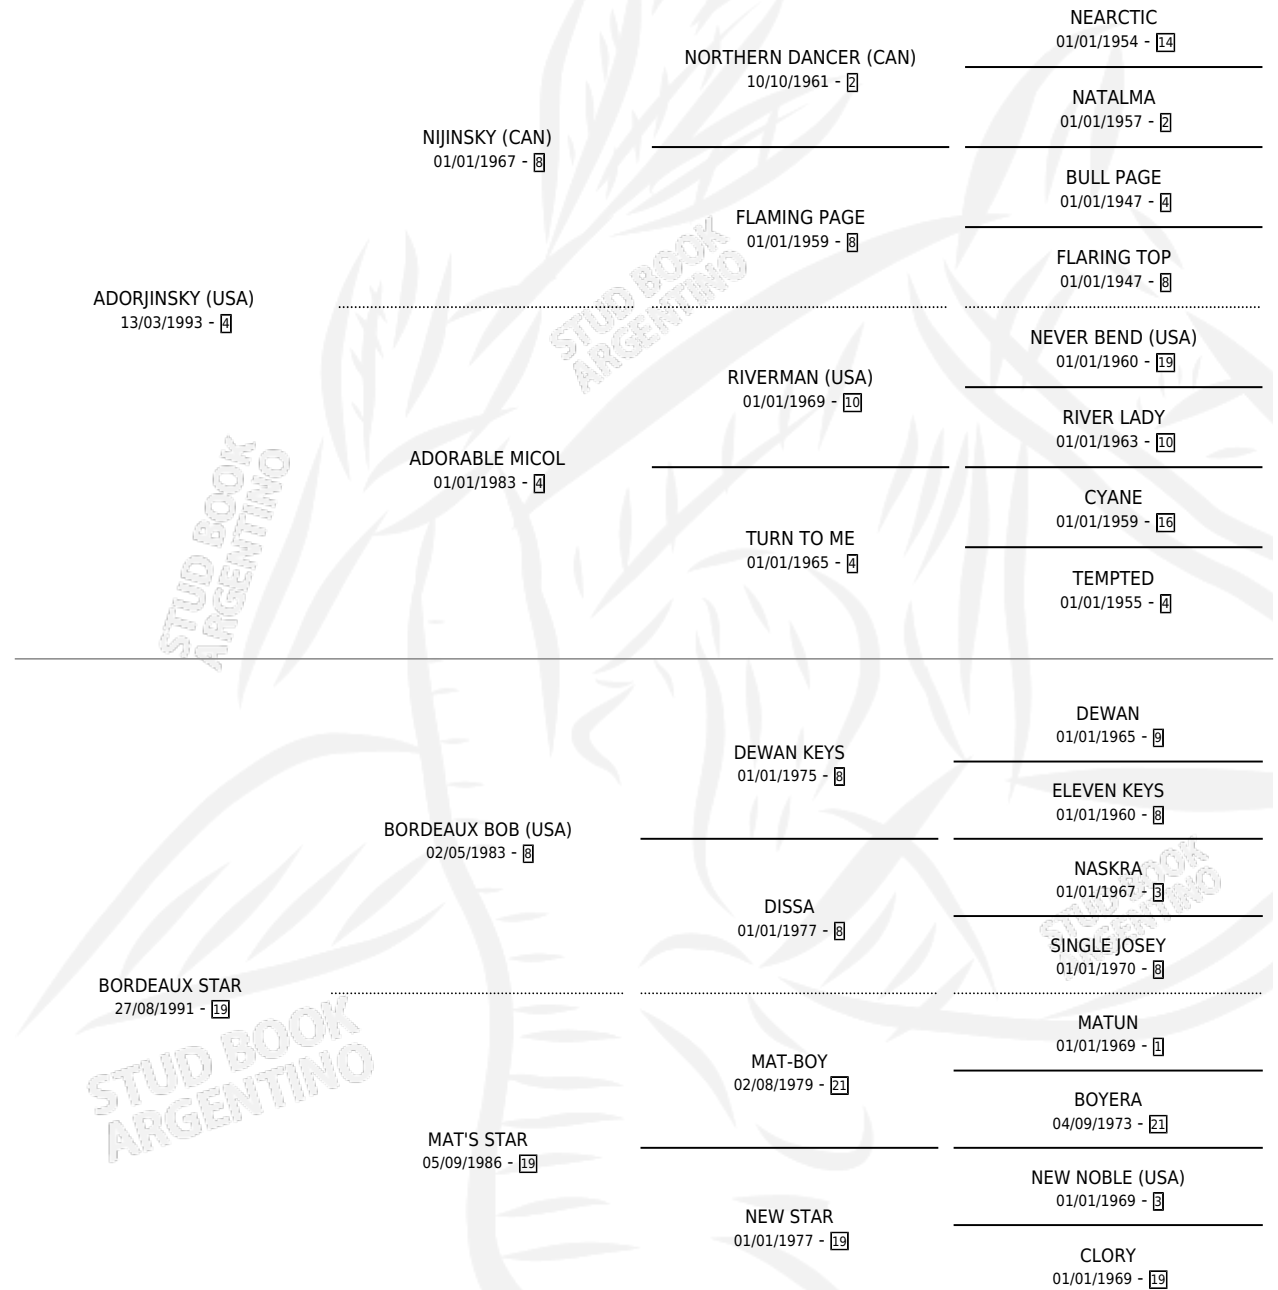 NEARCTIC
01/01/1954 - 14
NORTHERN DANCER (CAN)
10/10/1961 - 2
NATALMA
01/01/1957 - 2
NIJINSKY (CAN)
01/01/1967 - 8
BULL PAGE
01/01/1947 - 4
FLAMING PAGE
01/01/1959 - 8
FLARING TOP
01/01/1947 - 8
ADORJINSKY (USA)
13/03/1993 - 4
NEVER BEND (USA)
01/01/1960 - 19
RIVERMAN (USA)
01/01/1969 - 10
RIVER LADY
01/01/1963 - 10
ADORABLE MICOL
01/01/1983 - 4
CYANE
01/01/1959 - 16
TURN TO ME
01/01/1965 - 4
TEMPTED
01/01/1955 - 4
DEWAN
01/01/1965 - 9
DEWAN KEYS
01/01/1975 - 8
ELEVEN KEYS
01/01/1960 - 8
BORDEAUX BOB (USA)
02/05/1983 - 8
NASKRA
01/01/1967 - 3
DISSA
01/01/1977 - 8
SINGLE JOSEY
01/01/1970 - 8
BORDEAUX STAR
27/08/1991 - 19
MATUN
01/01/1969 - 1
MAT-BOY
02/08/1979 - 21
BOYERA
04/09/1973 - 21
MAT'S STAR
05/09/1986 - 19
NEW NOBLE (USA)
01/01/1969 - 3
NEW STAR
01/01/1977 - 19
CLORY
01/01/1969 - 19
STUD BOOK
ARGENTINO
STUD BOOK
ARGENTINO
STUD BOOK
ARGENTINO
STUD BOOK
ARGENTINO